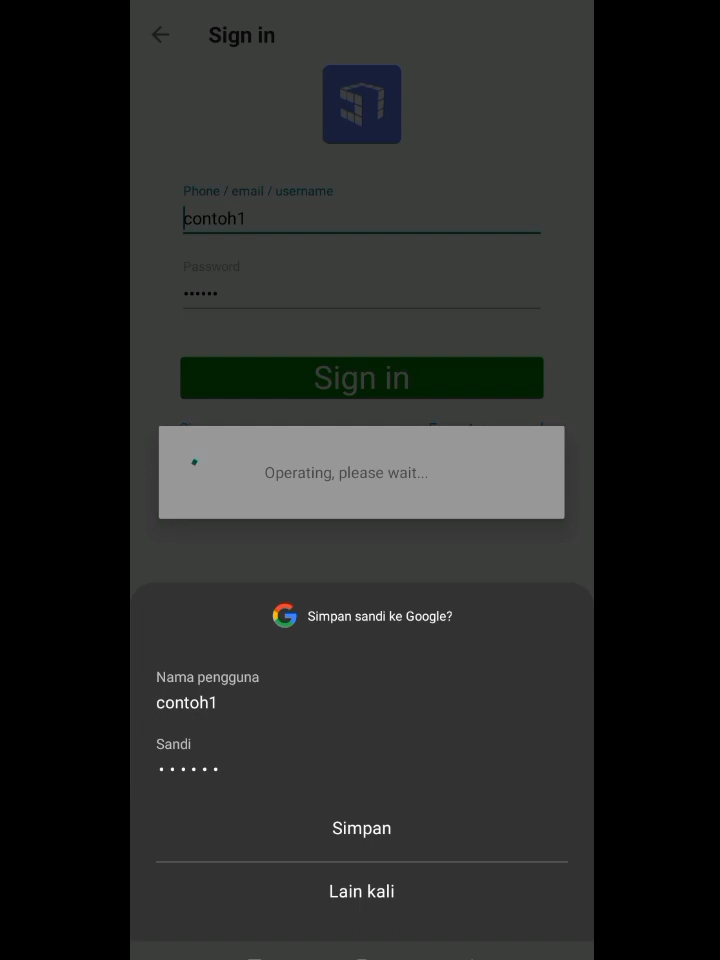 Sign in
Phone / email / username
contoh1
Password
••••••
Sign in
Operating, please wait...
Simpan sandi ke Google?
Nama pengguna
contoh1
Sandi
••••••
Simpan
Lain kali